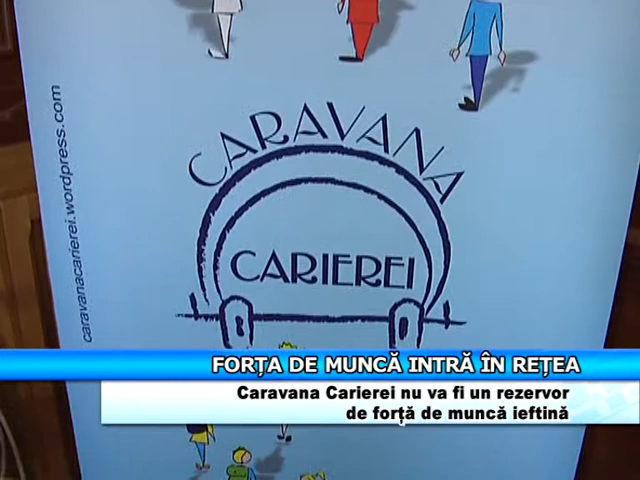 caravanacarierei.wordpress.com
CARAVANA
CARIEREI
FORȚA DE MUNCĂ INTRĂ ÎN REȚEA
Caravana Carierei nu va fi un rezervor
de forță de muncă ieftină